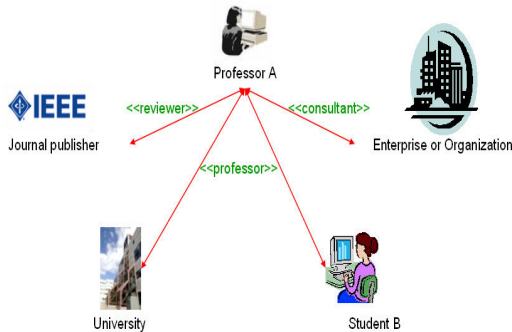 Professor A
IEEE
<<reviewer>>
<<consultant>>
Journal publisher
Enterprise or Organization
<<professor>>
University
Student B